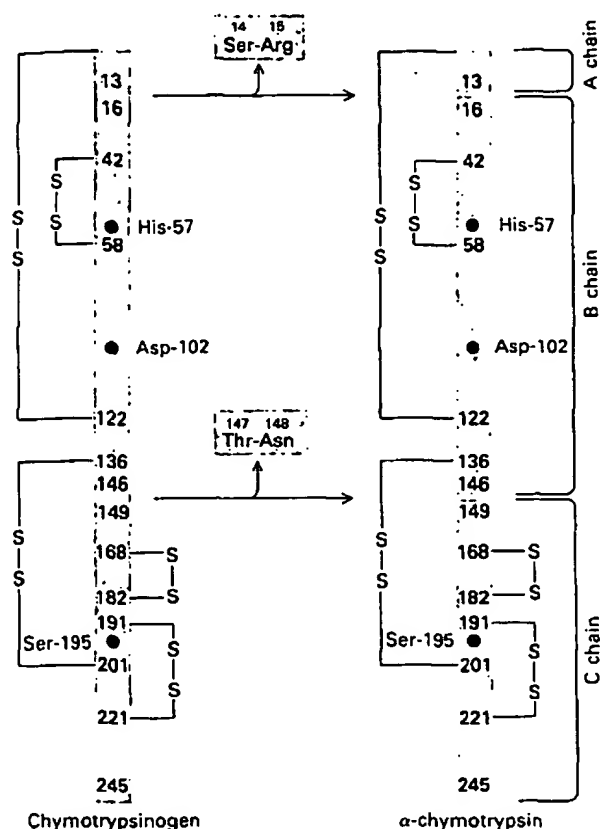 14 15
Ser-Arg
13
16
42
S
S
His·57
58
S
S
Asp-102
122
147 148
Thr-Asn
136
146
149
S
S
168
S
S
182
191
Ser-195
201
S
S
221
245
Chymotrypsinogen
13
16
42
S
S
His-57
58
S
S
Asp-102
122
136
146
149
S
S
168
S
S
182
191
Ser-195
201
S
S
221
245
α-chymotrypsin
A chain
B chain
C chain